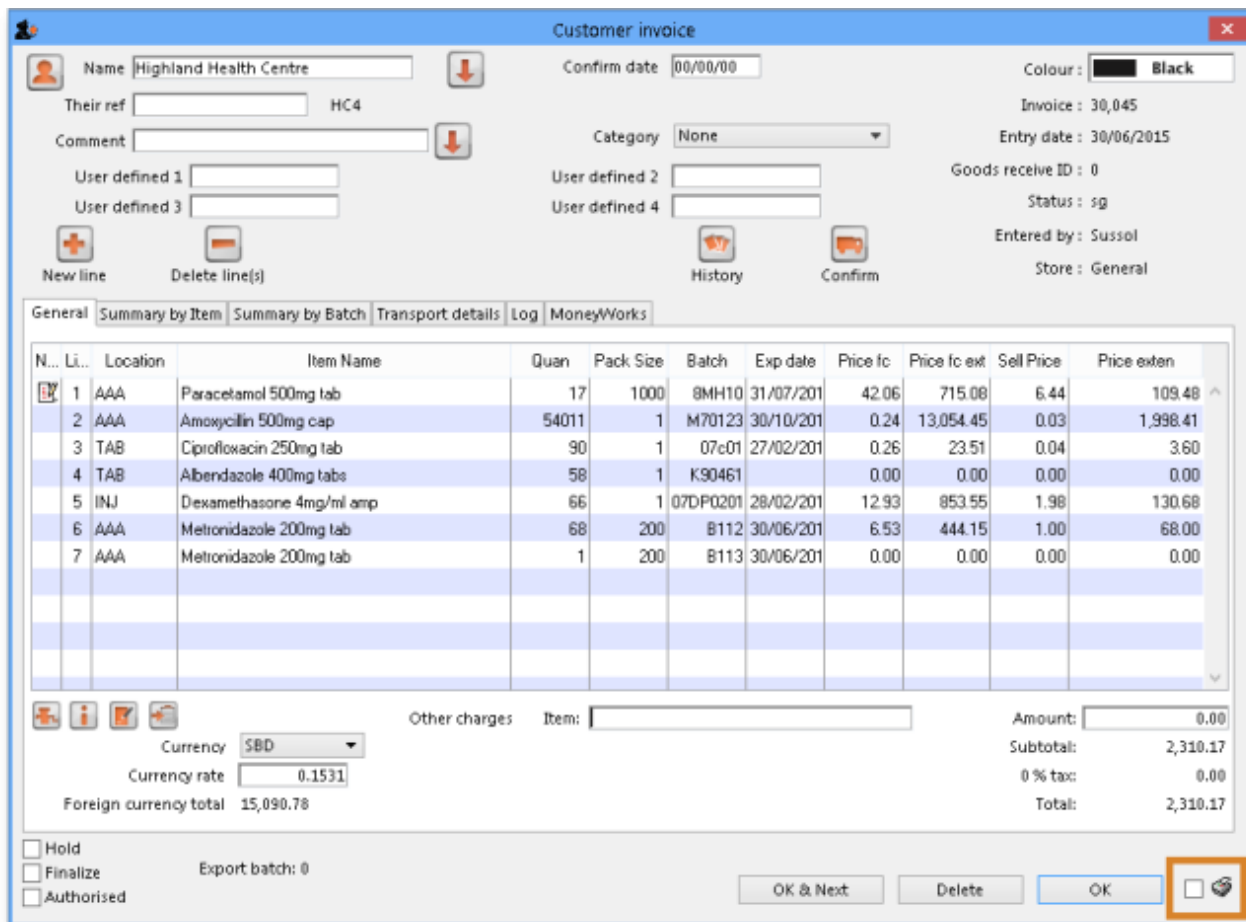 Customer invoice
Name Highland Health Centre Confirm date 00/00/00 Colour : Black
Their ref HC4 Invoice : 30,045
Comment Category None Entry date : 30/06/2015
User defined 1 User defined 2 Goods receive ID : 0
User defined 3 User defined 4 Status : sg
Entered by : Sussol
New line Delete line(s) History Confirm Store : General
General Summary by Item Summary by Batch Transport details Log MoneyWorks
N... Li... Location Item Name Quan Pack Size Batch Exp date Price fc Price fc ext Sell Price Price exten
1 AAA Paracetamol 500mg tab 17 1000 8MH10 31/07/201 42.06 715.08 6.44 109.48
2 AAA Amoxycillin 500mg cap 54011 1 M70123 30/10/201 0.24 13,054.45 0.03 1,998.41
3 TAB Ciprofloxacin 250mg tab 90 1 07c01 27/02/201 0.26 23.51 0.04 3.60
4 TAB Albendazole 400mg tabs 58 1 K90461 0.00 0.00 0.00 0.00
5 INJ Dexamethasone 4mg/ml amp 66 1 07DP0201 28/02/201 12.93 853.55 1.98 130.68
6 AAA Metronidazole 200mg tab 68 200 B112 30/06/201 6.53 444.15 1.00 68.00
7 AAA Metronidazole 200mg tab 1 200 B113 30/06/201 0.00 0.00 0.00 0.00
Other charges Item: Amount: 0.00
Currency SBD Subtotal: 2,310.17
Currency rate 0.1531 0 % tax: 0.00
Foreign currency total 15,090.78 Total: 2,310.17
Hold
Finalize Export batch: 0
Authorised OK & Next Delete OK